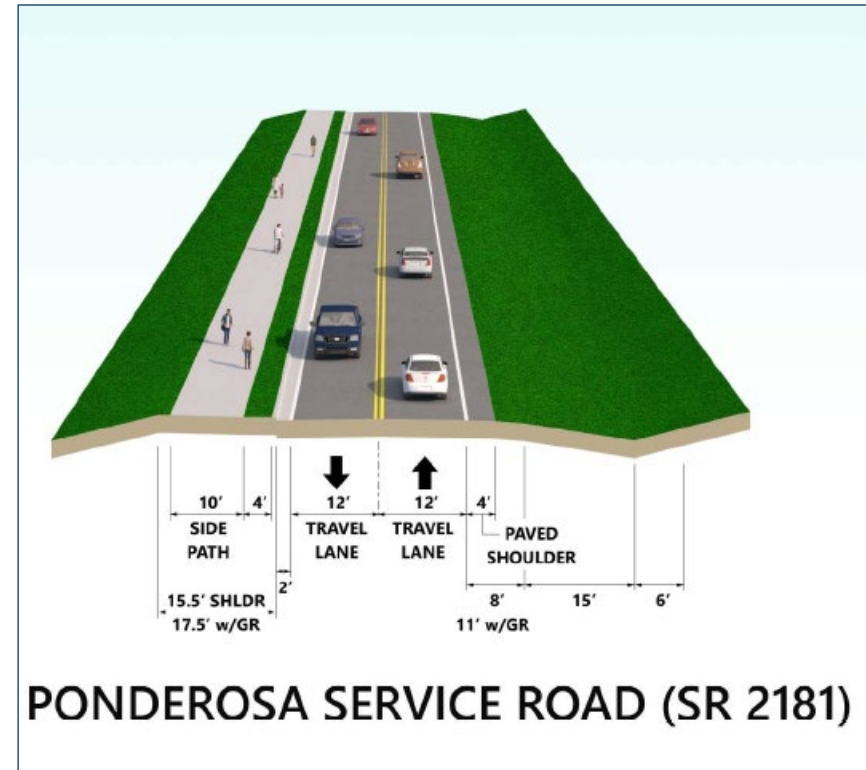 10' 4' 12' 12' 4'
SIDE PATH
TRAVEL LANE
TRAVEL LANE
PAVED SHOULDER
2'
15.5' SHLDR
17.5' w/GR
8' 15' 6'
11' w/GR
PONDEROSA SERVICE ROAD (SR 2181)